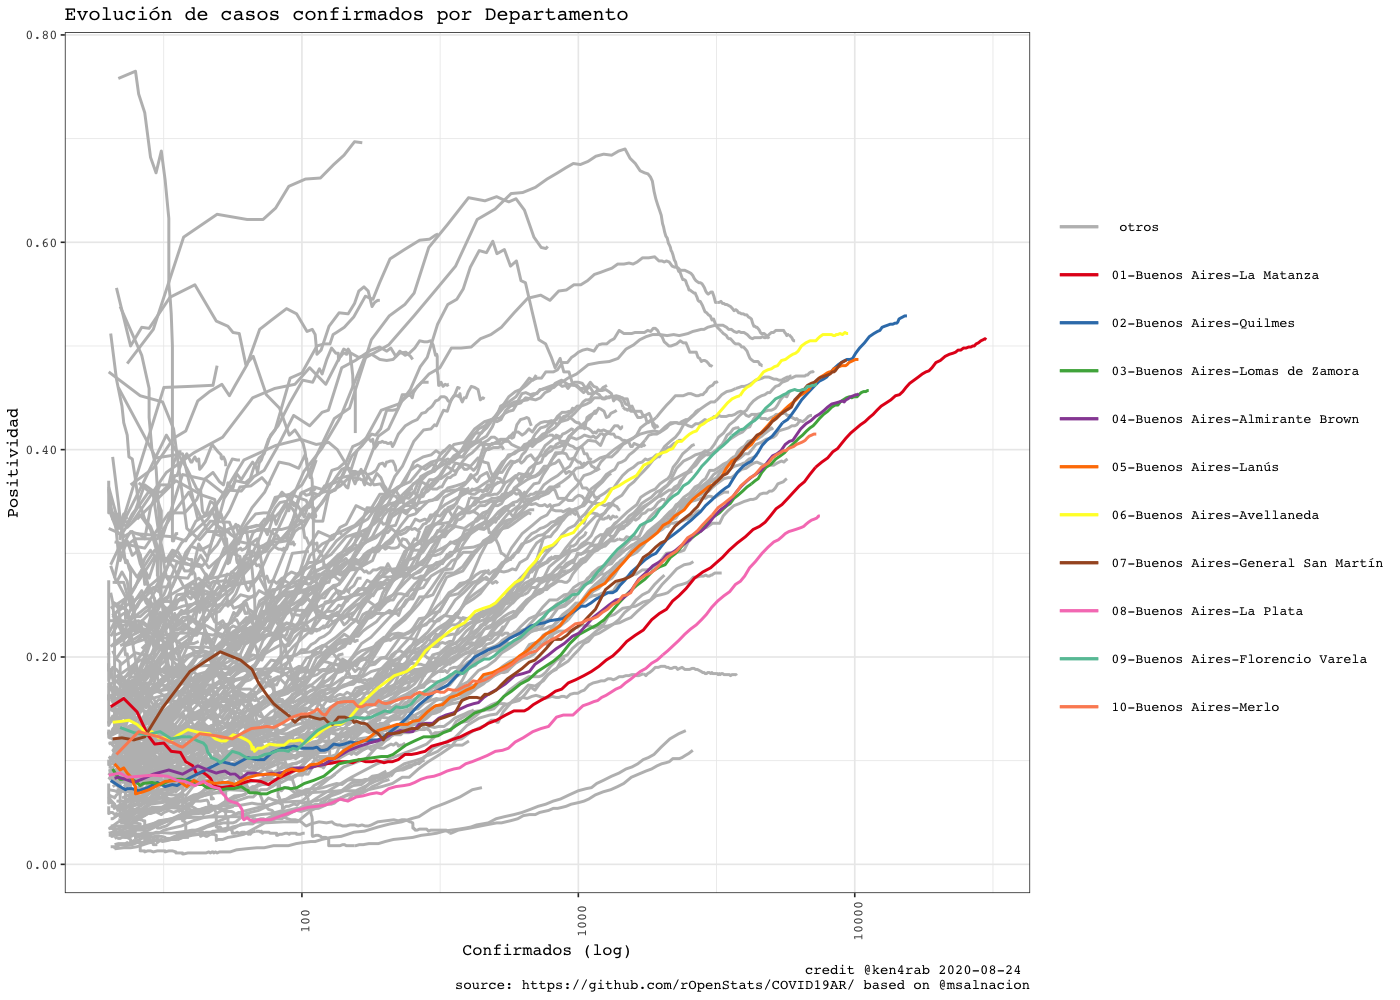 Evolución de casos confirmados por Departamento
0.80
0.60
0.40
0.20
0.00
Positividad
100
1000
10000
Confirmados (log)
otros
01-Buenos Aires-La Matanza
02-Buenos Aires-Quilmes
03-Buenos Aires-Lomas de Zamora
04-Buenos Aires-Almirante Brown
05-Buenos Aires-Lanús
06-Buenos Aires-Avellaneda
07-Buenos Aires-General San Martín
08-Buenos Aires-La Plata
09-Buenos Aires-Florencio Varela
10-Buenos Aires-Merlo
credit @ken4rab 2020-08-24
source: https://github.com/rOpenStats/COVID19AR/ based on @msalnacion